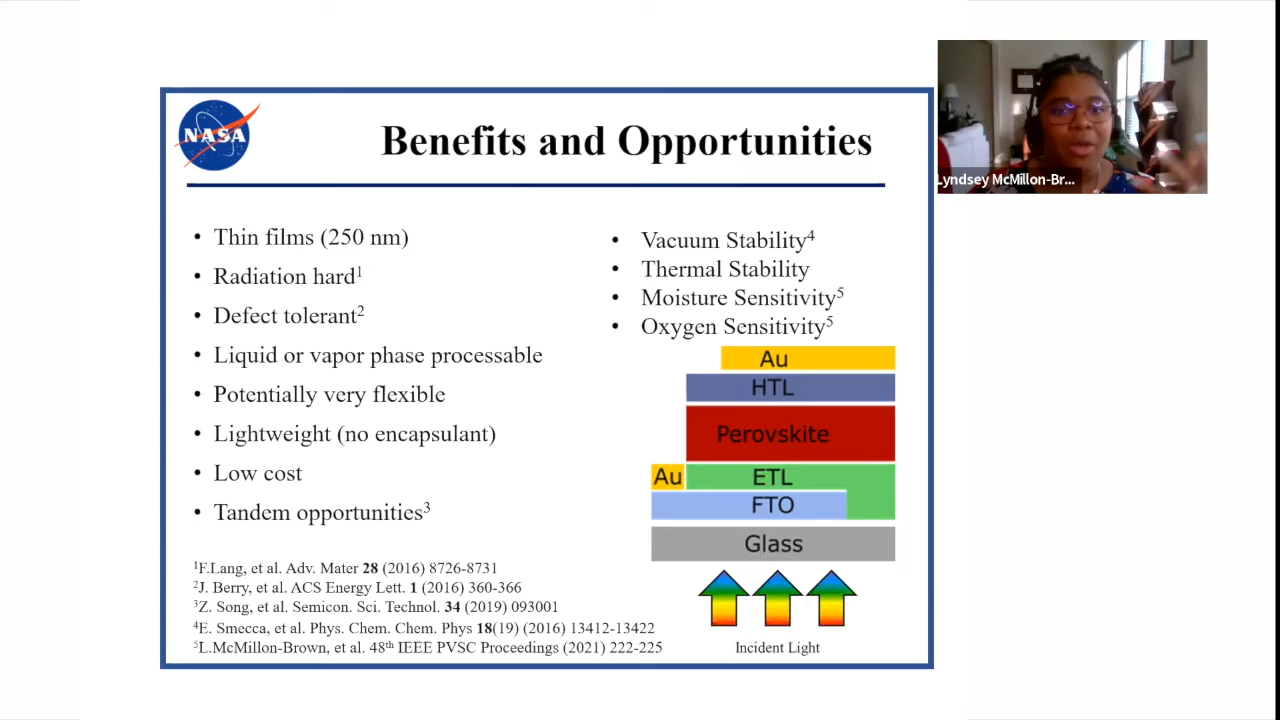 NASA
Benefits and Opportunities
• Thin films (250 nm)
• Radiation hard¹
• Defect tolerant²
• Liquid or vapor phase processable
• Potentially very flexible
• Lightweight (no encapsulant)
• Low cost
• Tandem opportunities³
• Vacuum Stability⁴
• Thermal Stability
• Moisture Sensitivity⁵
• Oxygen Sensitivity⁵
Au
HTL
Perovskite
Au ETL
FTO
Glass
Incident Light
¹F.Lang, et al. Adv. Mater 28 (2016) 8726-8731
²J. Berry, et al. ACS Energy Lett. 1 (2016) 360-366
³Z. Song, et al. Semicon. Sci. Technol. 34 (2019) 093001
⁴E. Smecca, et al. Phys. Chem. Chem. Phys 18(19) (2016) 13412-13422
⁵L.McMillon-Brown, et al. 48th IEEE PVSC Proceedings (2021) 222-225
Lyndsey McMillon-Br...